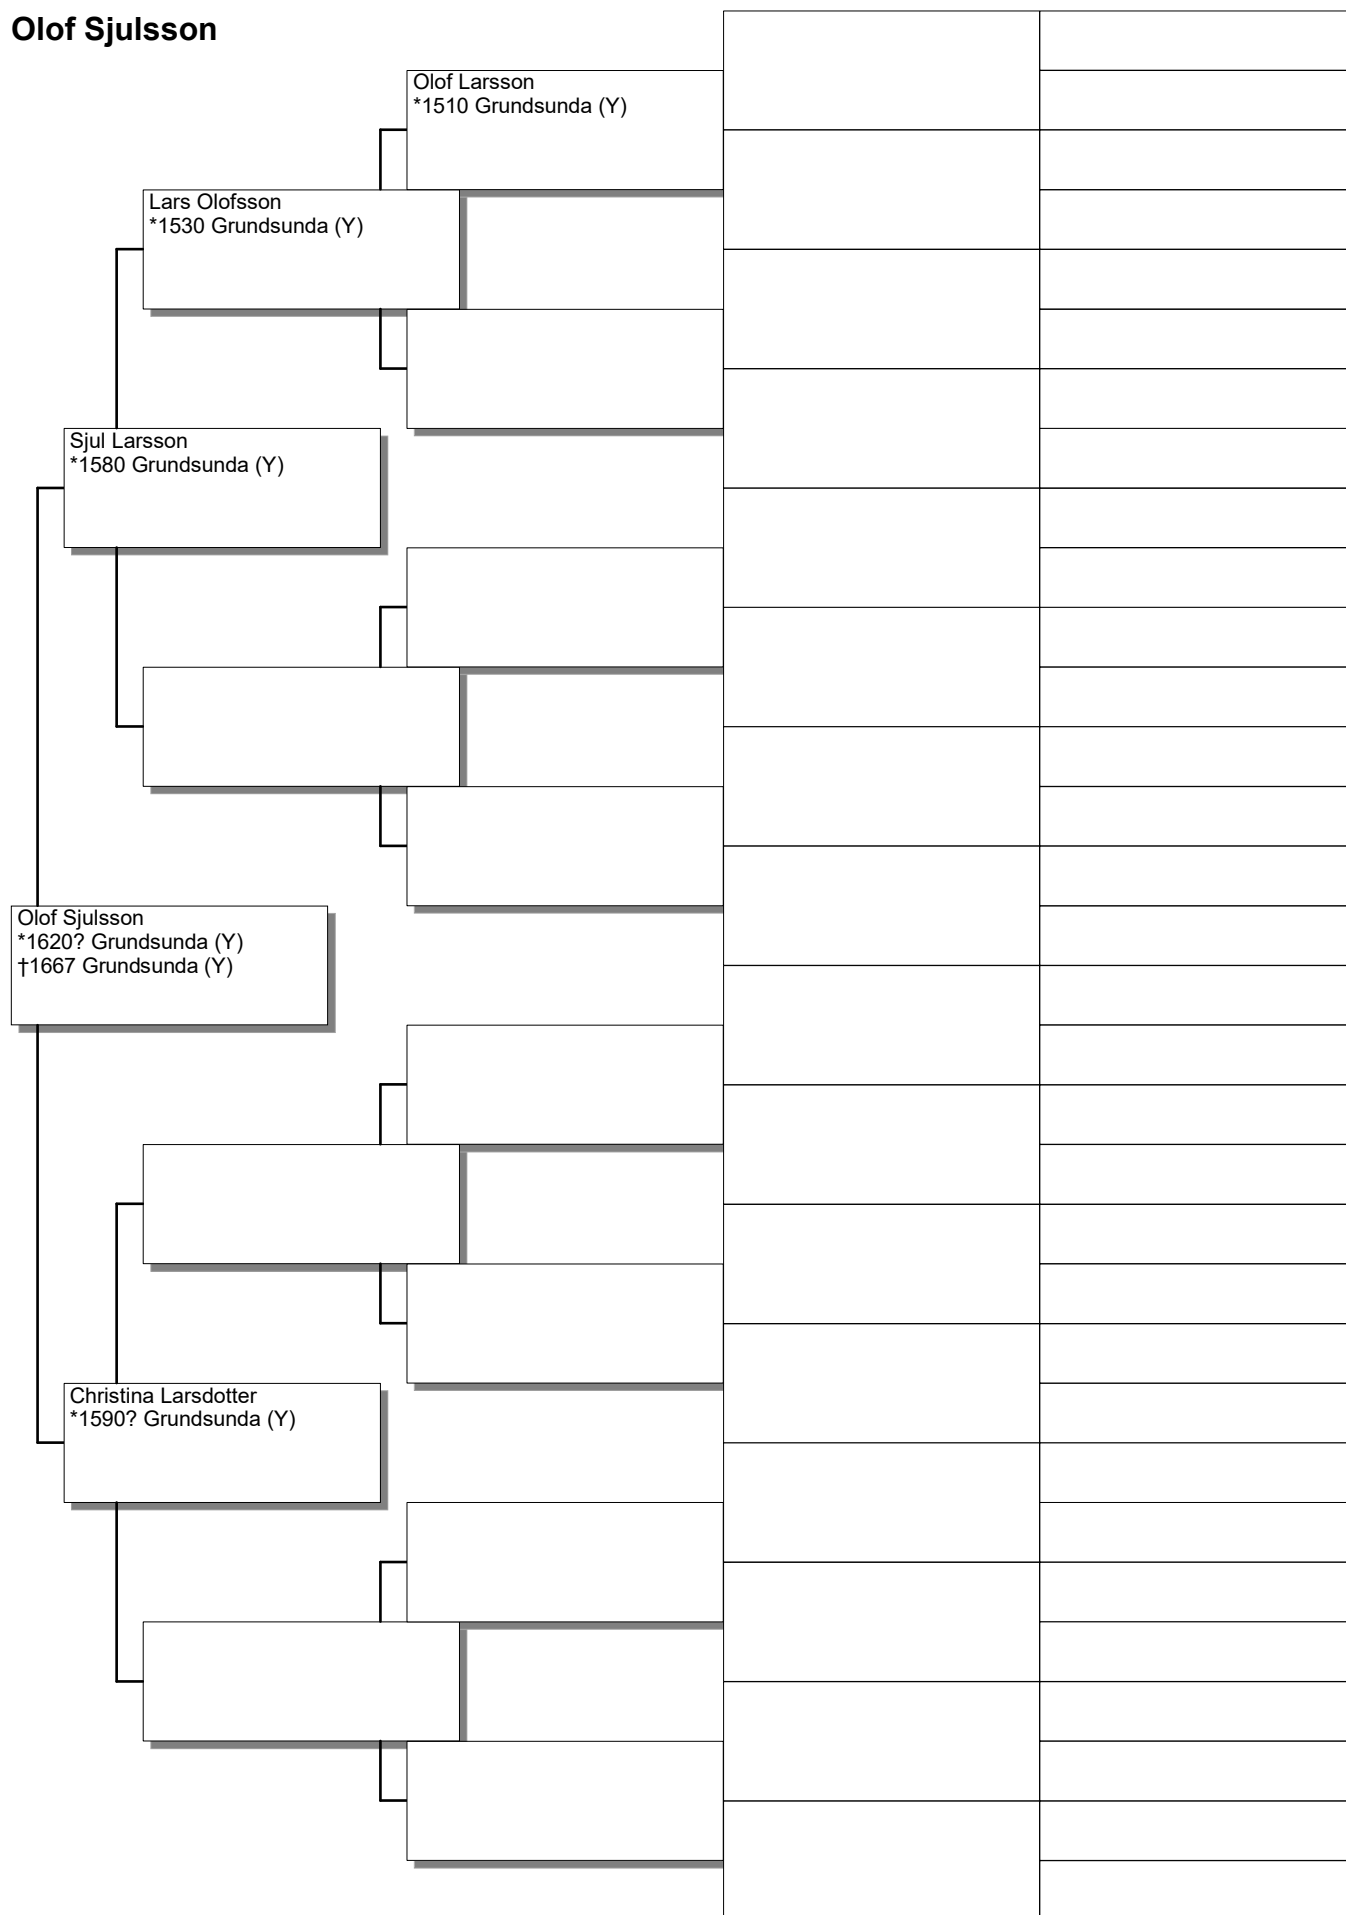 Olof Sjulsson
Olof Larsson
*1510 Grundsunda (Y)
Lars Olofsson
*1530 Grundsunda (Y)
Sjul Larsson
*1580 Grundsunda (Y)
Olof Sjulsson
*1620? Grundsunda (Y)
†1667 Grundsunda (Y)
Christina Larsdotter
*1590? Grundsunda (Y)